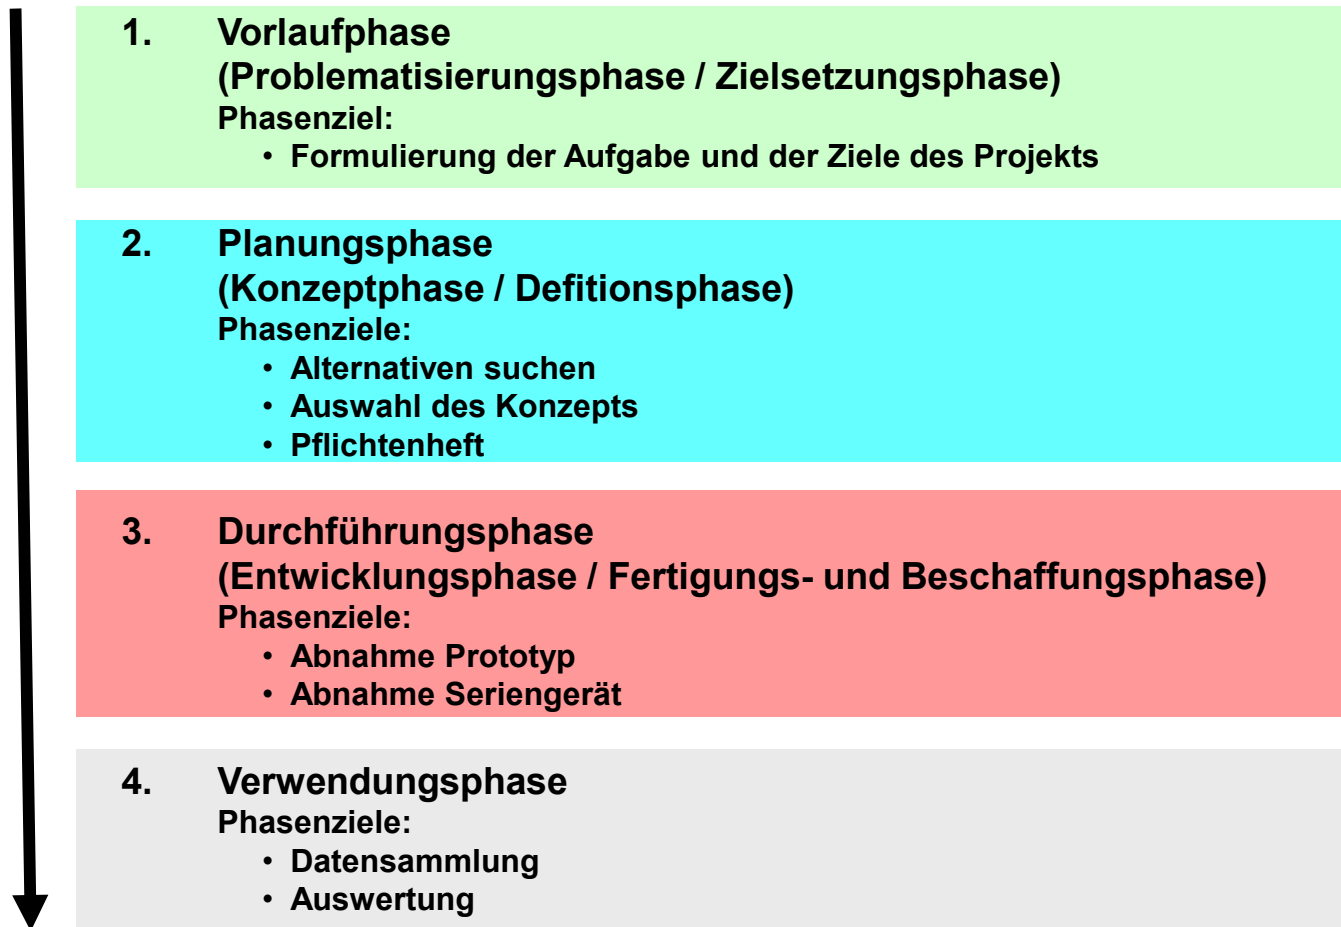 1. Vorlaufphase
(Problematisierungsphase / Zielsetzungsphase)
Phasenziel:
• Formulierung der Aufgabe und der Ziele des Projekts
2. Planungsphase
(Konzeptphase / Defitionsphase)
Phasenziele:
• Alternativen suchen
• Auswahl des Konzepts
• Pflichtenheft
3. Durchführungsphase
(Entwicklungsphase / Fertigungs- und Beschaffungsphase)
Phasenziele:
• Abnahme Prototyp
• Abnahme Seriengerät
4. Verwendungsphase
Phasenziele:
• Datensammlung
• Auswertung